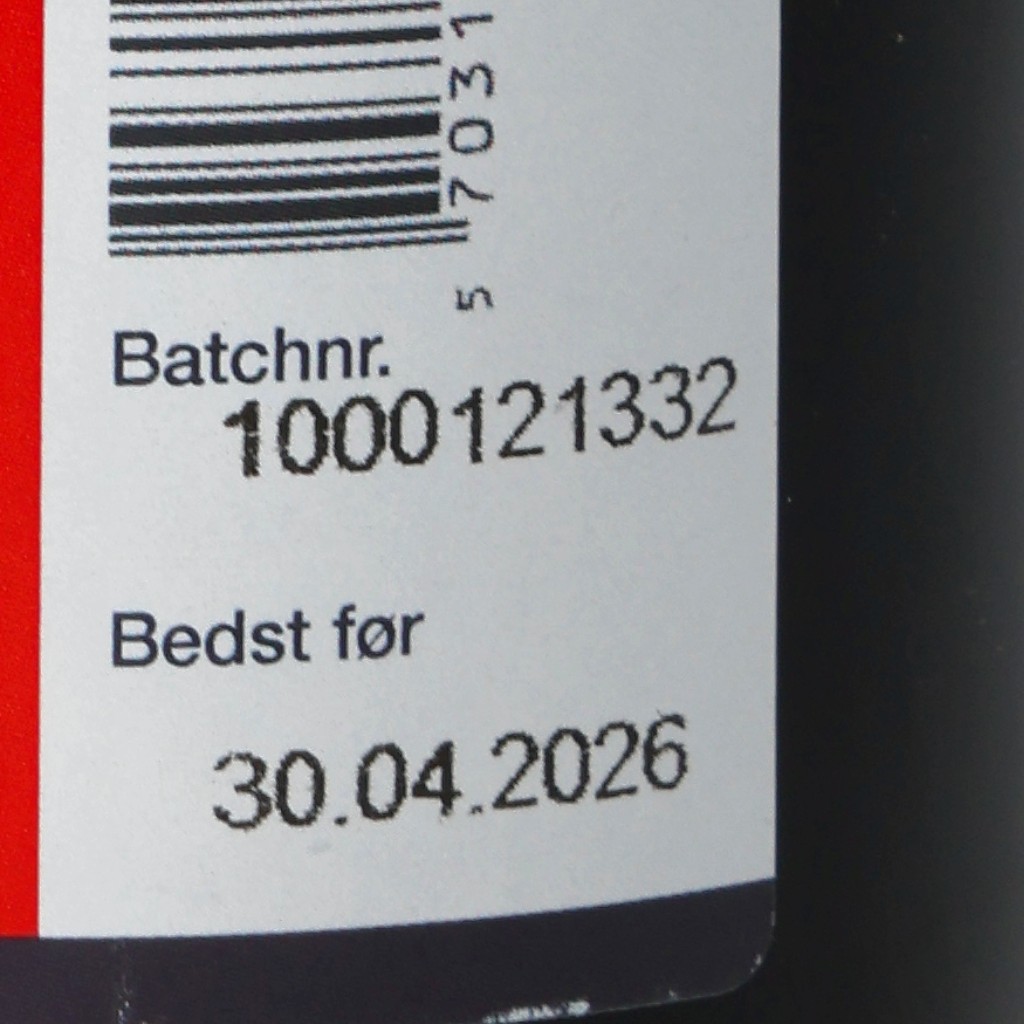 5 7031
Batchnr.
1000121332
Bedst før
30.04.2026